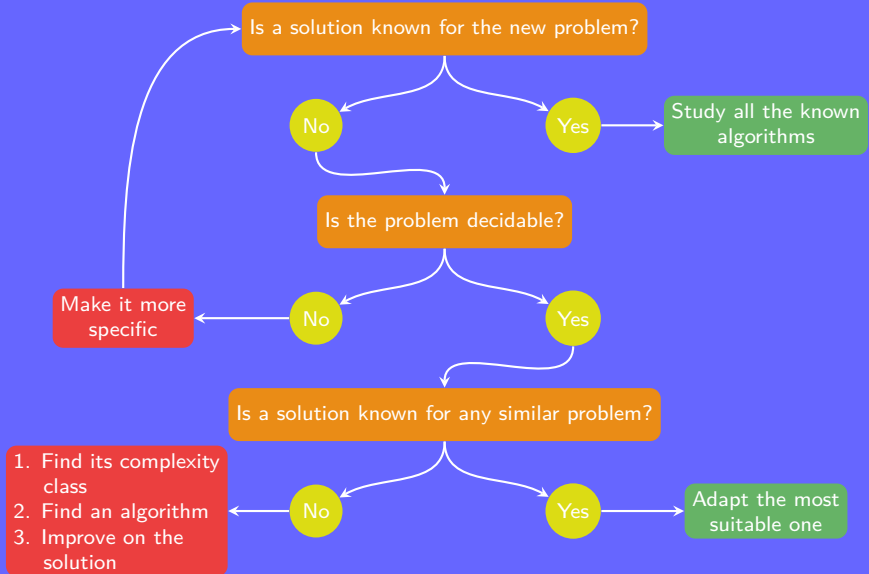 Is a solution known for the new problem?
No
Yes
Study all the known
algorithms
Is the problem decidable?
Make it more
specific
No
Yes
Is a solution known for any similar problem?
1. Find its complexity
class
2. Find an algorithm
3. Improve on the
solution
No
Yes
Adapt the most
suitable one